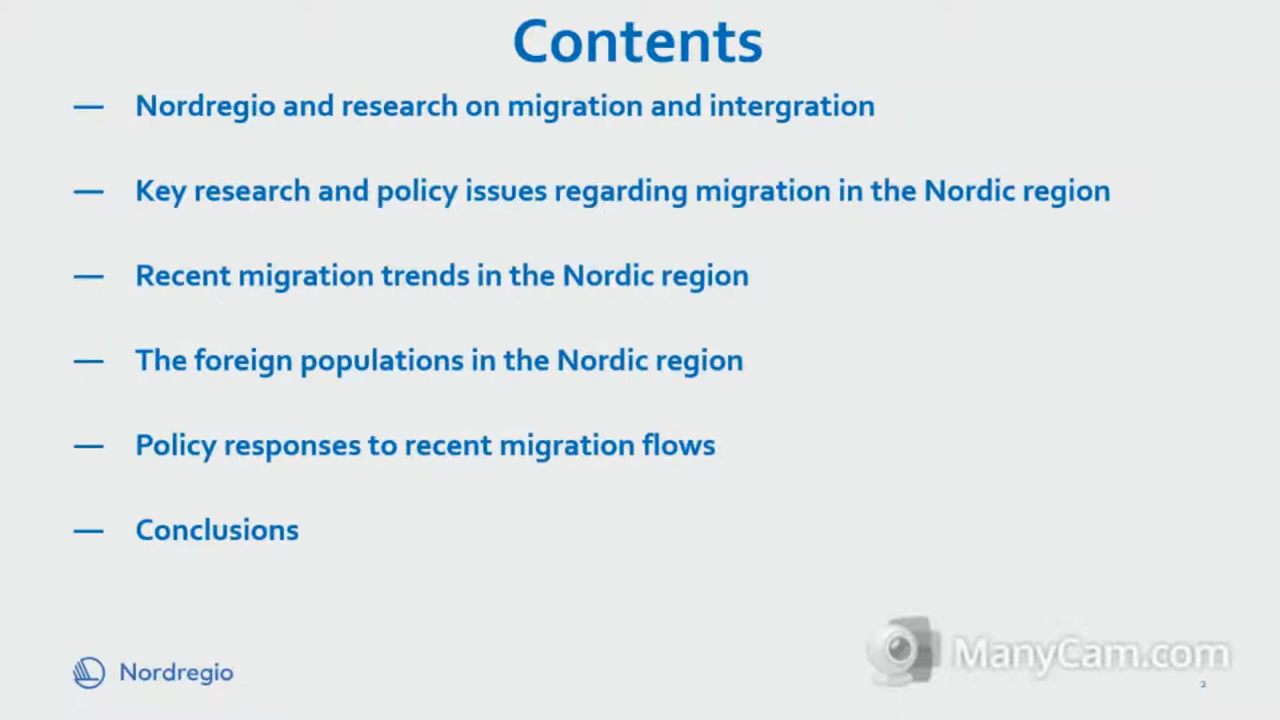 Contents
— Nordregio and research on migration and intergration
— Key research and policy issues regarding migration in the Nordic region
— Recent migration trends in the Nordic region
— The foreign populations in the Nordic region
— Policy responses to recent migration flows
— Conclusions
Nordregio
ManyCam.com
2